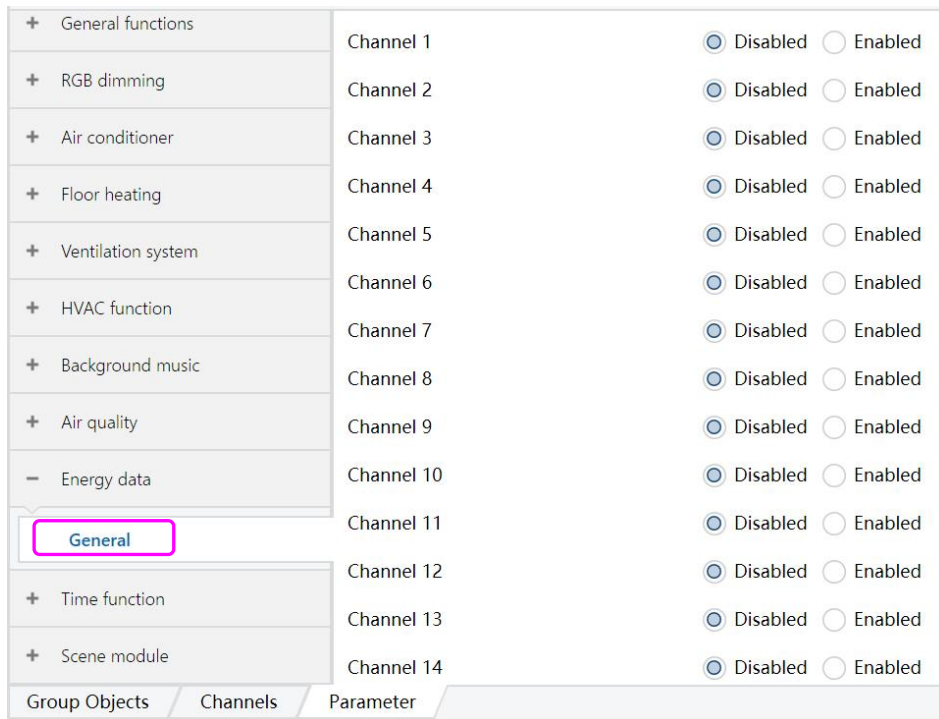 General functions
RGB dimming
Air conditioner
Floor heating
Ventilation system
HVAC function
Background music
Air quality
Energy data
General
Time function
Scene module
Channel 1 Disabled Enabled
Channel 2 Disabled Enabled
Channel 3 Disabled Enabled
Channel 4 Disabled Enabled
Channel 5 Disabled Enabled
Channel 6 Disabled Enabled
Channel 7 Disabled Enabled
Channel 8 Disabled Enabled
Channel 9 Disabled Enabled
Channel 10 Disabled Enabled
Channel 11 Disabled Enabled
Channel 12 Disabled Enabled
Channel 13 Disabled Enabled
Channel 14 Disabled Enabled
Group Objects Channels Parameter